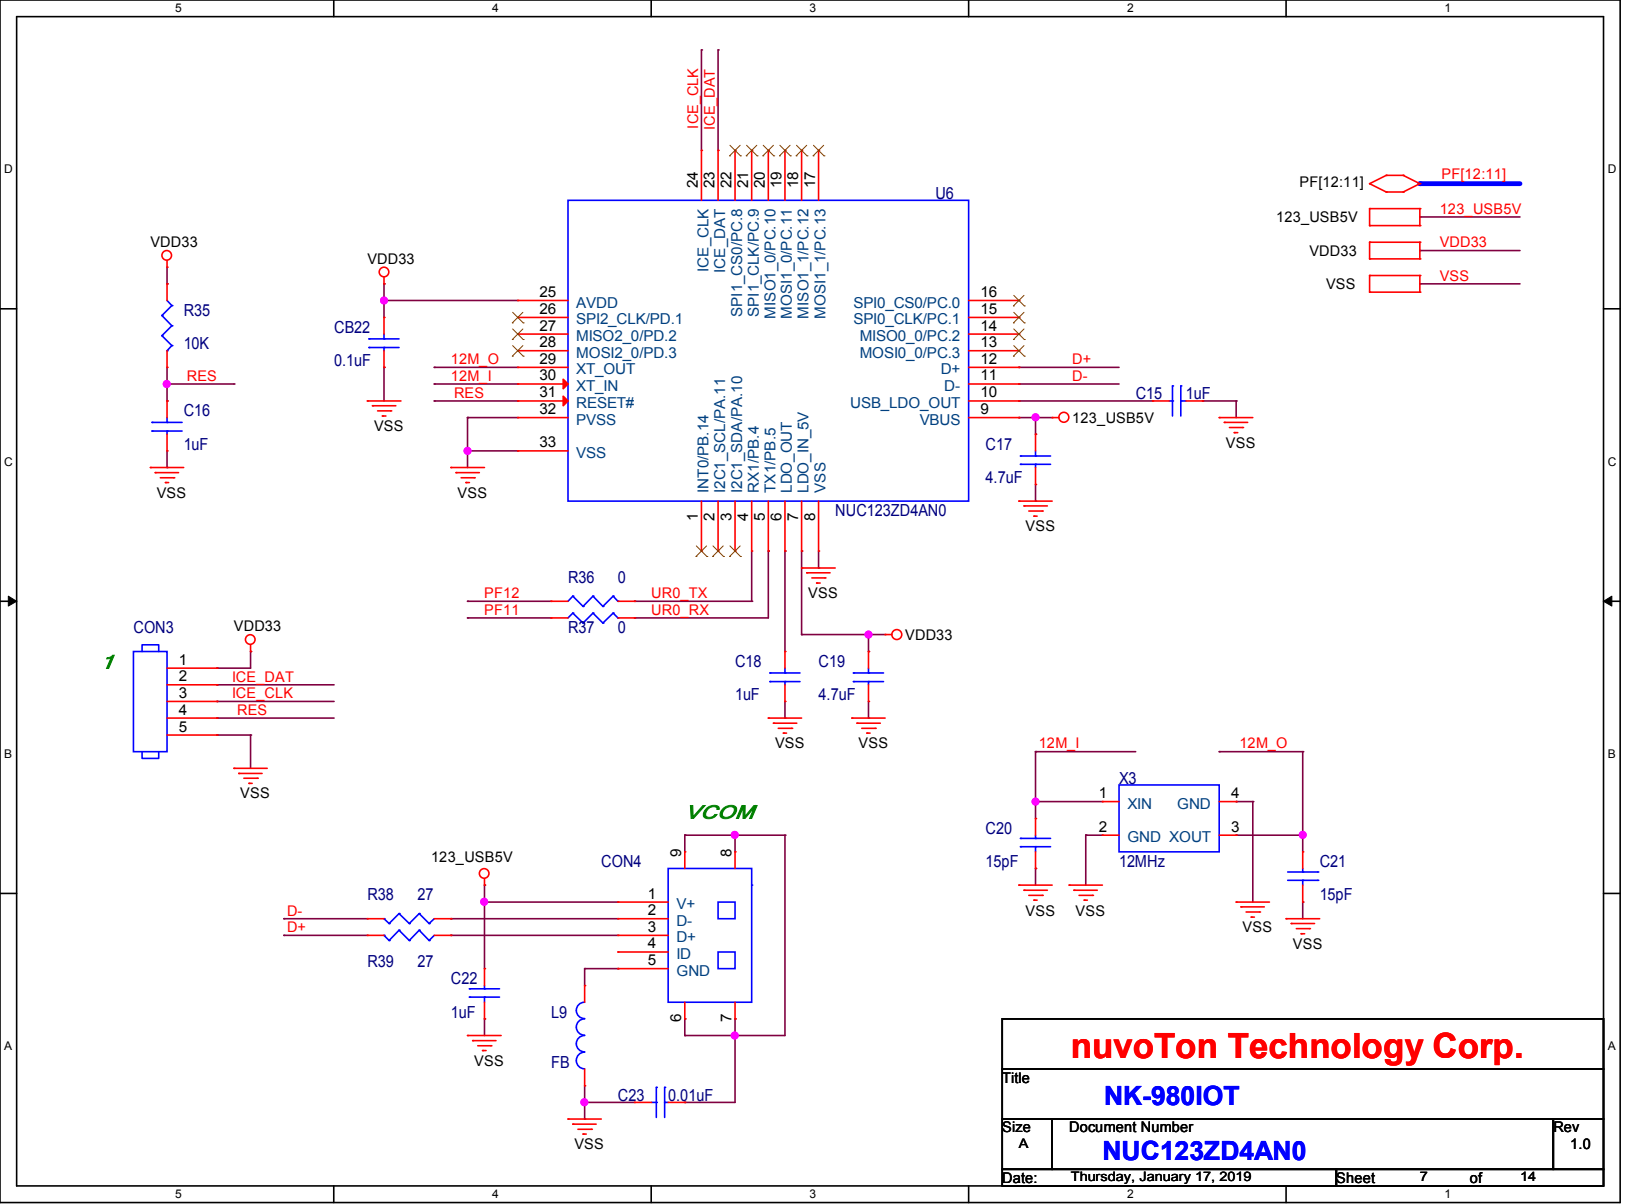 5 4 3 2 1
D D
C C
B B
A A
ICE_CLK
ICE_DAT
24
23
22
21
20
19
18
17
U6
ICE_CLK
ICE_DAT
SPI1_CS0/PC.8
SPI1_CLK/PC.9
MISO1_0/PC.10
MOSI1_0/PC.11
MISO1_1/PC.12
MOSI1_1/PC.13
PF[12:11] PF[12:11]
123_USB5V 123_USB5V
VDD33 VDD33
VSS VSS
VDD33
R35
10K
RES
C16
1uF
VSS
VDD33
CB22
0.1uF
VSS
25 AVDD
26 SPI2_CLK/PD.1
27 MISO2_0/PD.2
28 MOSI2_0/PD.3
12M_O 29 XT_OUT
12M_I 30 XT_IN
RES 31 RESET#
32 PVSS
33 VSS
VSS
SPI0_CS0/PC.0 16
SPI0_CLK/PC.1 15
MISO0_0/PC.2 14
MOSI0_0/PC.3 13
D+ 12 D+
D- 11 D-
USB_LDO_OUT 10 C15 1uF
VBUS 9 123_USB5V
VSS
C17
4.7uF
VSS
INT0/PB.14
I2C1_SCL/PA.11
I2C1_SDA/PA.10
RX1/PB.4
TX1/PB.5
LDO_OUT
LDO_IN_5V
VSS
NUC123ZD4AN0
1
2
3
4
5
6
7
8
VSS
R36 0
PF12 UR0_TX
PF11 UR0_RX
R37 0
VDD33
C18
1uF
VSS
C19
4.7uF
VSS
CON3
1
VDD33
1
2 ICE_DAT
3 ICE_CLK
4 RES
5
VSS
12M_I 12M_O
X3
1 XIN GND 4
2 GND XOUT 3
12MHz
C20
15pF
VSS
VSS
VSS
C21
15pF
VSS
VCOM
123_USB5V
CON4
9
8
R38 27
D-
D+
R39 27
1 V+
2 D-
3 D+
4 ID
5 GND
6
7
C22
1uF
VSS
L9
FB
C23 0.01uF
VSS
nuvoTon Technology Corp.
Title
NK-980IOT
Size Document Number Rev
A NUC123ZD4AN0 1.0
Date: Thursday, January 17, 2019 Sheet 7 of 14
5 4 3 2 1